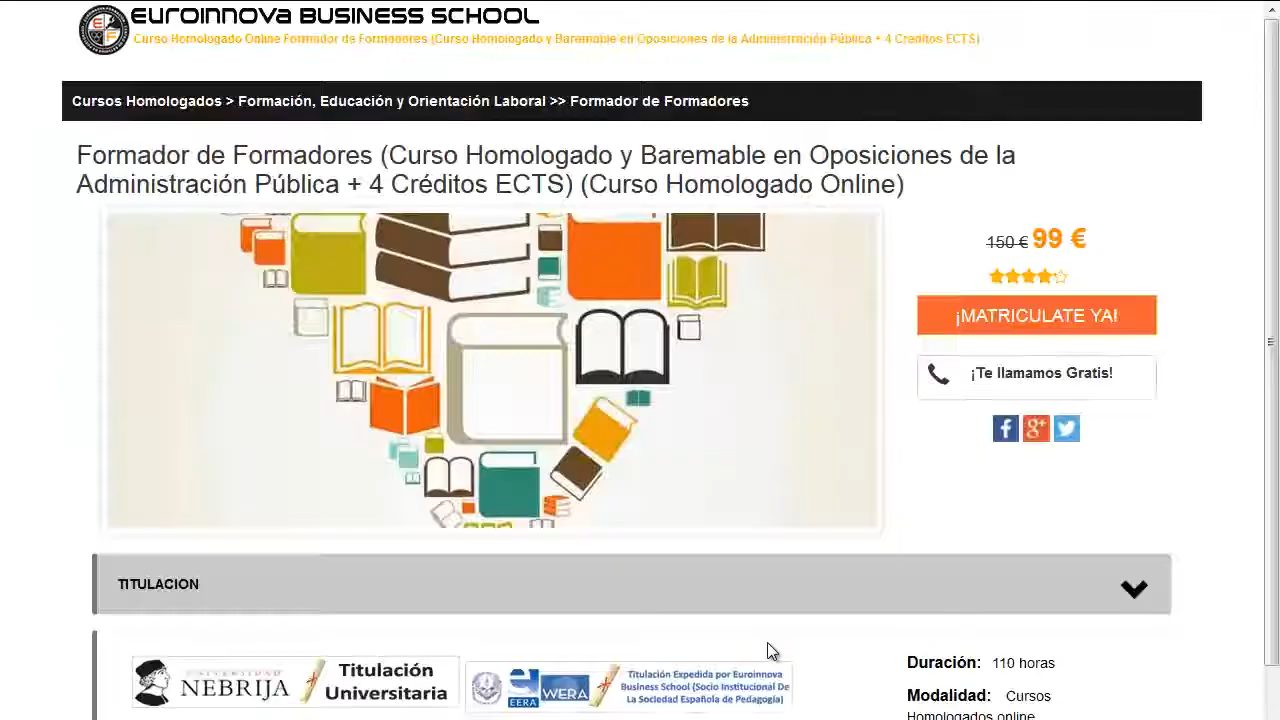 EUROINNOVA BUSINESS SCHOOL
Curso Homologado Online Formador de Formadores (Curso Homologado y Baremable en Oposiciones de la Administración Pública + 4 Creditos ECTS)
Cursos Homologados > Formación, Educación y Orientación Laboral >> Formador de Formadores
Formador de Formadores (Curso Homologado y Baremable en Oposiciones de la
Administración Pública + 4 Créditos ECTS) (Curso Homologado Online)
150 € 99 €
¡MATRICULATE YA!
¡Te llamamos Gratis!
TITULACION
UNIVERSIDAD
NEBRIJA
Titulación
Universitaria
EERA
WERA
Titulación Expedida por Euroinnova
Business School (Socio Institucional De
La Sociedad Española de Pedagogía)
Duración: 110 horas
Modalidad: Cursos
Homologados online